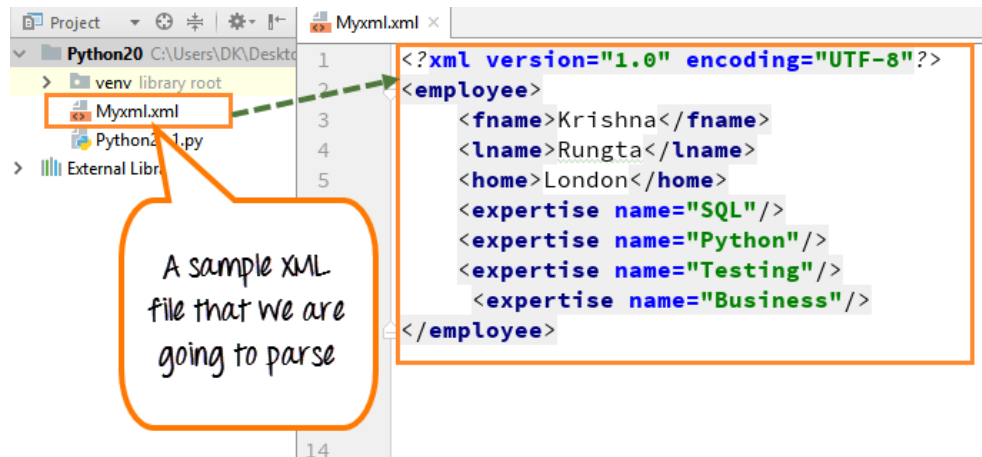 Project
Myxml.xml
Python20 C:\Users\DK\Deskto
venv library root
Myxml.xml
Python2 1.py
External Libr
1 <?xml version="1.0" encoding="UTF-8"?>
2 <employee>
3 <fname>Krishna</fname>
4 <lname>Rungta</lname>
5 <home>London</home>
<expertise name="SQL"/>
<expertise name="Python"/>
<expertise name="Testing"/>
<expertise name="Business"/>
</employee>
14
A sample XML
file that we are
going to parse